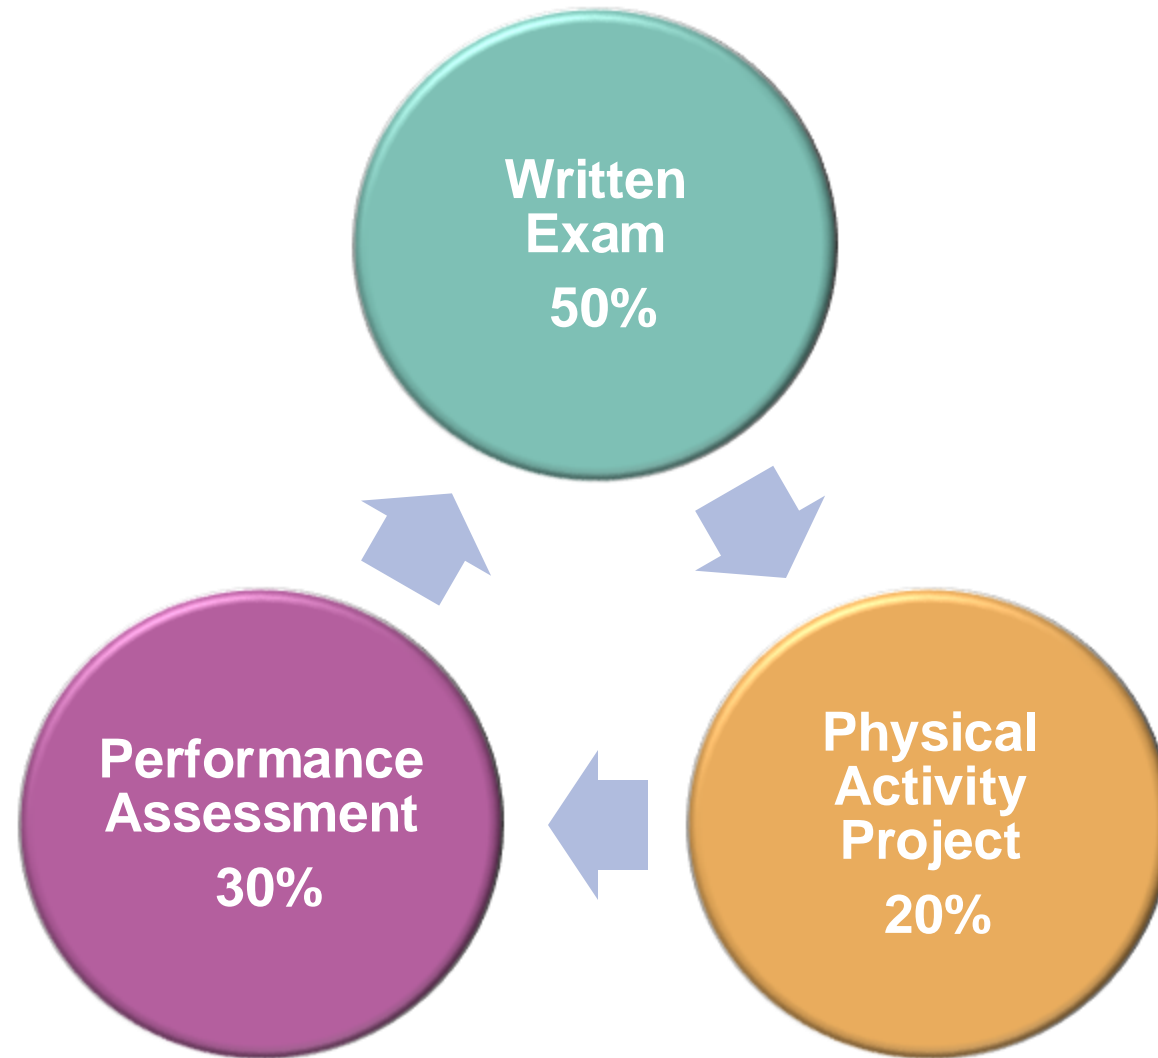 Written
Exam
50%
Physical
Activity
Project
20%
Performance
Assessment
30%